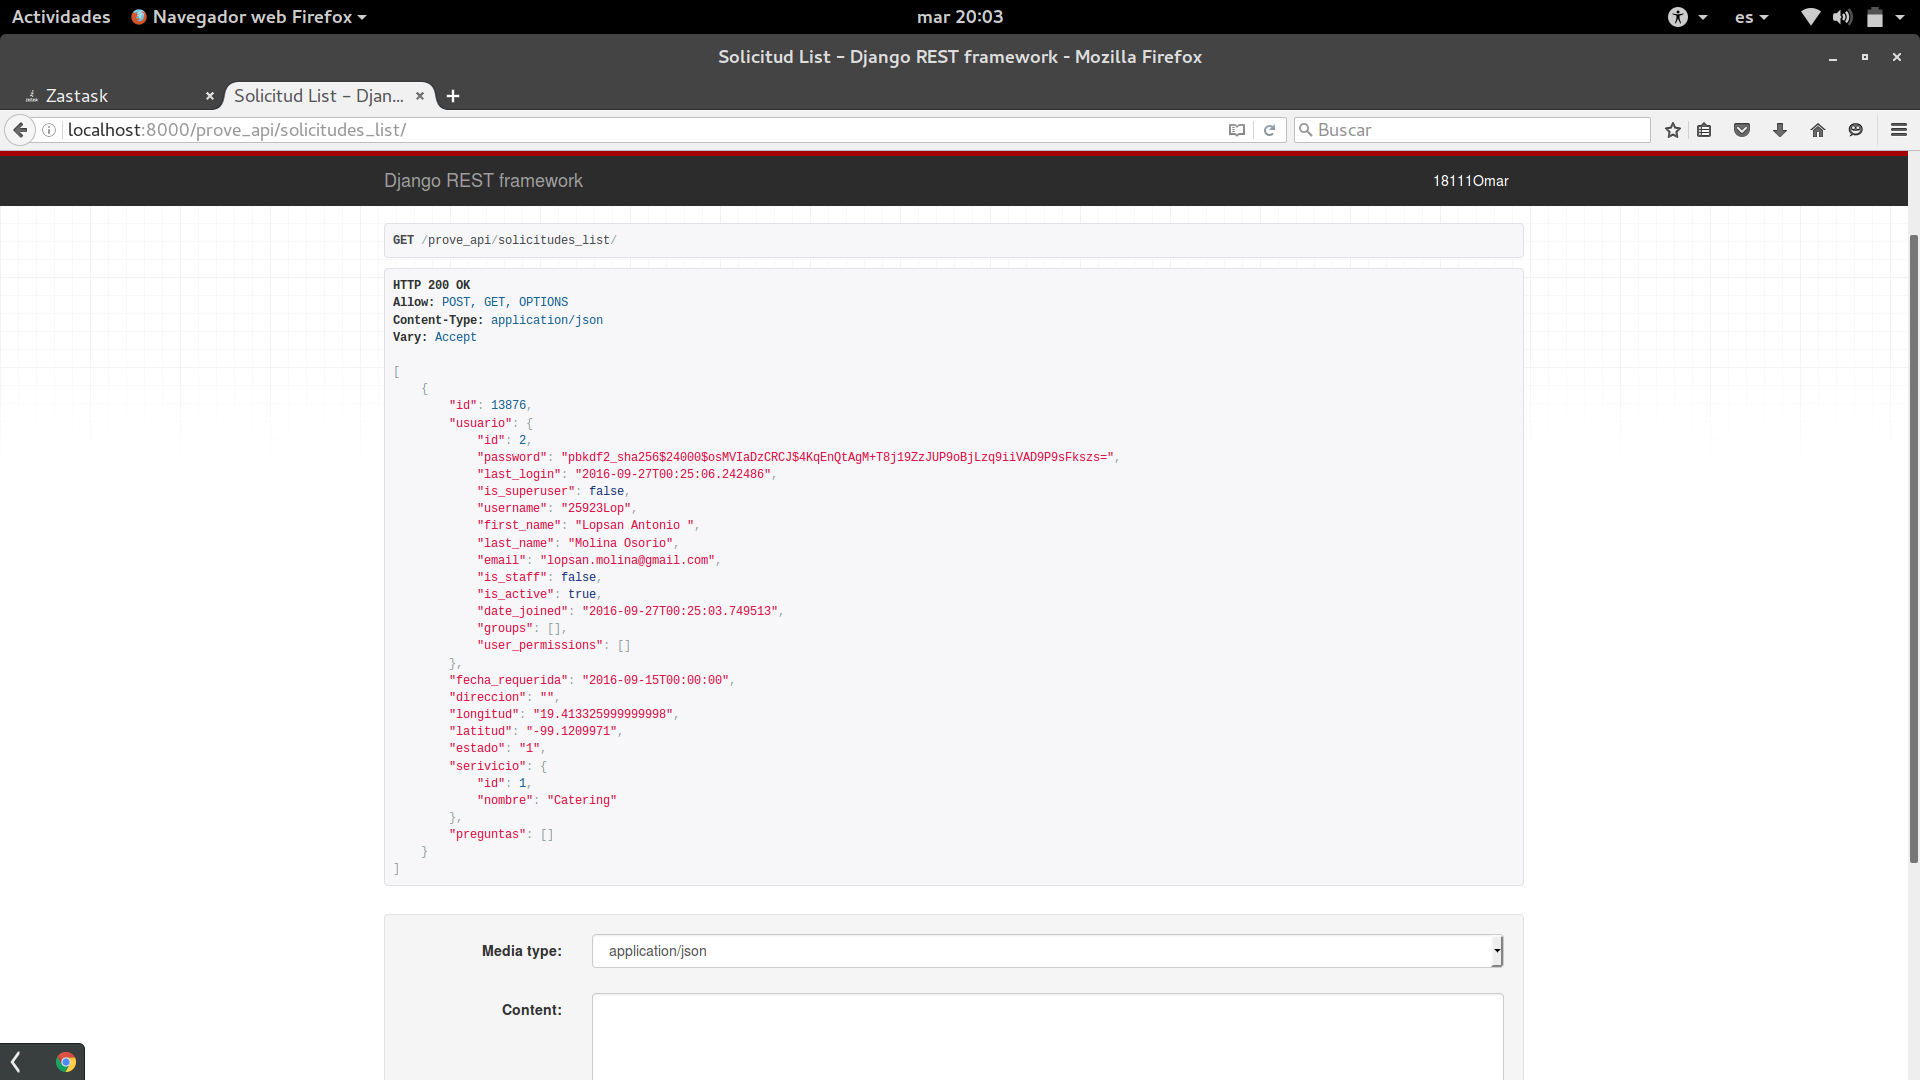 Actividades Navegador web Firefox mar 20:03 es
Solicitud List – Django REST framework - Mozilla Firefox
Zastask Solicitud List – Djan...
localhost:8000/prove_api/solicitudes_list/ Buscar
Django REST framework 18111Omar
GET /prove_api/solicitudes_list/
HTTP 200 OK
Allow: POST, GET, OPTIONS
Content-Type: application/json
Vary: Accept
[
    {
        "id": 13876,
        "usuario": {
            "id": 2,
            "password": "pbkdf2_sha256$24000$osMVIaDzCRCJ$4KqEnQtAgM+T8j19ZzJUP9oBjLzq9iiVAD9P9sFkszs=",
            "last_login": "2016-09-27T00:25:06.242486",
            "is_superuser": false,
            "username": "25923Lop",
            "first_name": "Lopsan Antonio ",
            "last_name": "Molina Osorio",
            "email": "lopsan.molina@gmail.com",
            "is_staff": false,
            "is_active": true,
            "date_joined": "2016-09-27T00:25:03.749513",
            "groups": [],
            "user_permissions": []
        },
        "fecha_requerida": "2016-09-15T00:00:00",
        "direccion": "",
        "longitud": "19.413325999999998",
        "latitud": "-99.1209971",
        "estado": "1",
        "serivicio": {
            "id": 1,
            "nombre": "Catering"
        },
        "preguntas": []
    }
]
Media type: application/json
Content: